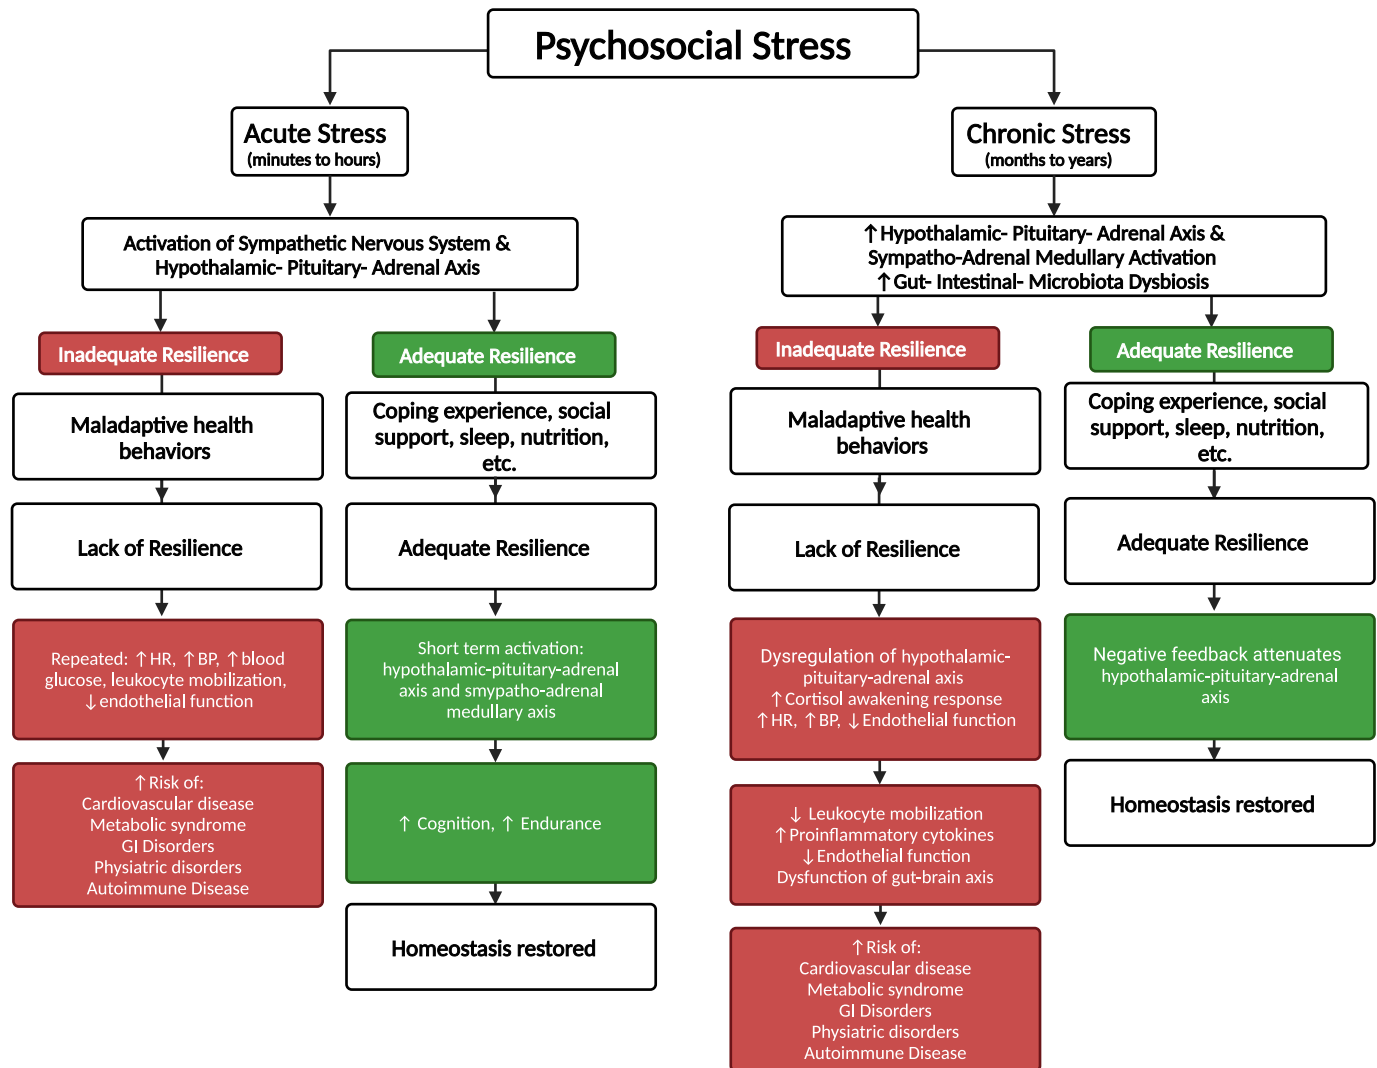 Psychosocial Stress
Acute Stress
(minutes to hours)
Activation of Sympathetic Nervous System &
Hypothalamic- Pituitary- Adrenal Axis
Inadequate Resilience
Maladaptive health
behaviors
Lack of Resilience
Repeated: ↑HR, ↑BP, ↑blood
glucose, leukocyte mobilization,
↓endothelial function
↑Risk of:
Cardiovascular disease
Metabolic syndrome
GI Disorders
Physiatric disorders
Autoimmune Disease
Adequate Resilience
Coping experience, social
support, sleep, nutrition,
etc.
Adequate Resilience
Short term activation:
hypothalamic-pituitary-adrenal
axis and smypatho-adrenal
medullary axis
↑ Cognition, ↑ Endurance
Homeostasis restored
Chronic Stress
(months to years)
↑Hypothalamic- Pituitary- Adrenal Axis &
Sympatho-Adrenal Medullary Activation
↑Gut- Intestinal- Microbiota Dysbiosis
Inadequate Resilience
Maladaptive health
behaviors
Lack of Resilience
Dysregulation of hypothalamic-
pituitary-adrenal axis
↑Cortisol awakening response
↑HR, ↑BP, ↓Endothelial function
↓ Leukocyte mobilization
↑Proinflammatory cytokines
↓Endothelial function
Dysfunction of gut-brain axis
↑Risk of:
Cardiovascular disease
Metabolic syndrome
GI Disorders
Physiatric disorders
Autoimmune Disease
Adequate Resilience
Coping experience, social
support, sleep, nutrition,
etc.
Adequate Resilience
Negative feedback attenuates
hypothalamic-pituitary-adrenal
axis
Homeostasis restored